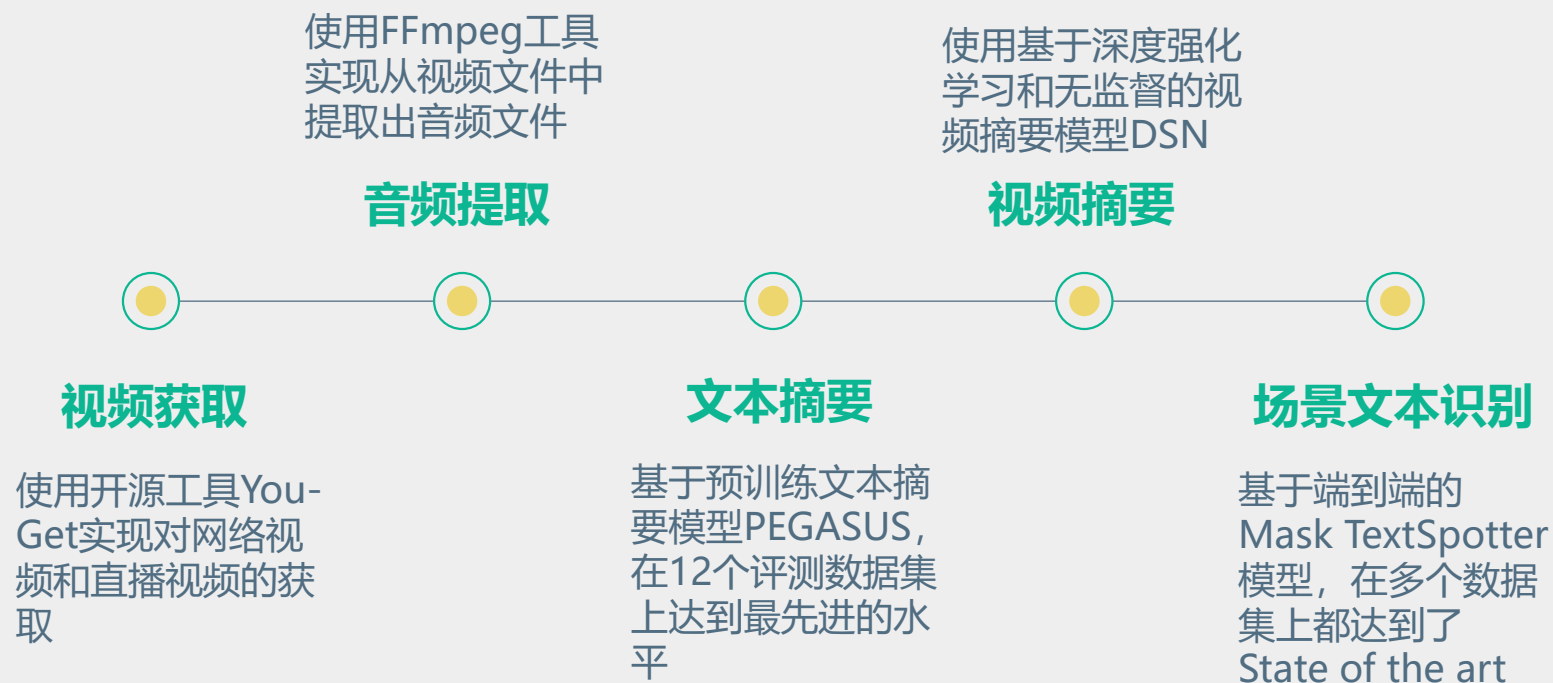 使用FFmpeg工具
实现从视频文件中
提取出音频文件
音频提取
使用基于深度强化
学习和无监督的视
频摘要模型DSN
视频摘要
视频获取
使用开源工具You-
Get实现对网络视
频和直播视频的获
取
文本摘要
基于预训练文本摘
要模型PEGASUS，
在12个评测数据集
上达到最先进的水
平
场景文本识别
基于端到端的
Mask TextSpotter
模型，在多个数据
集上都达到了
State of the art